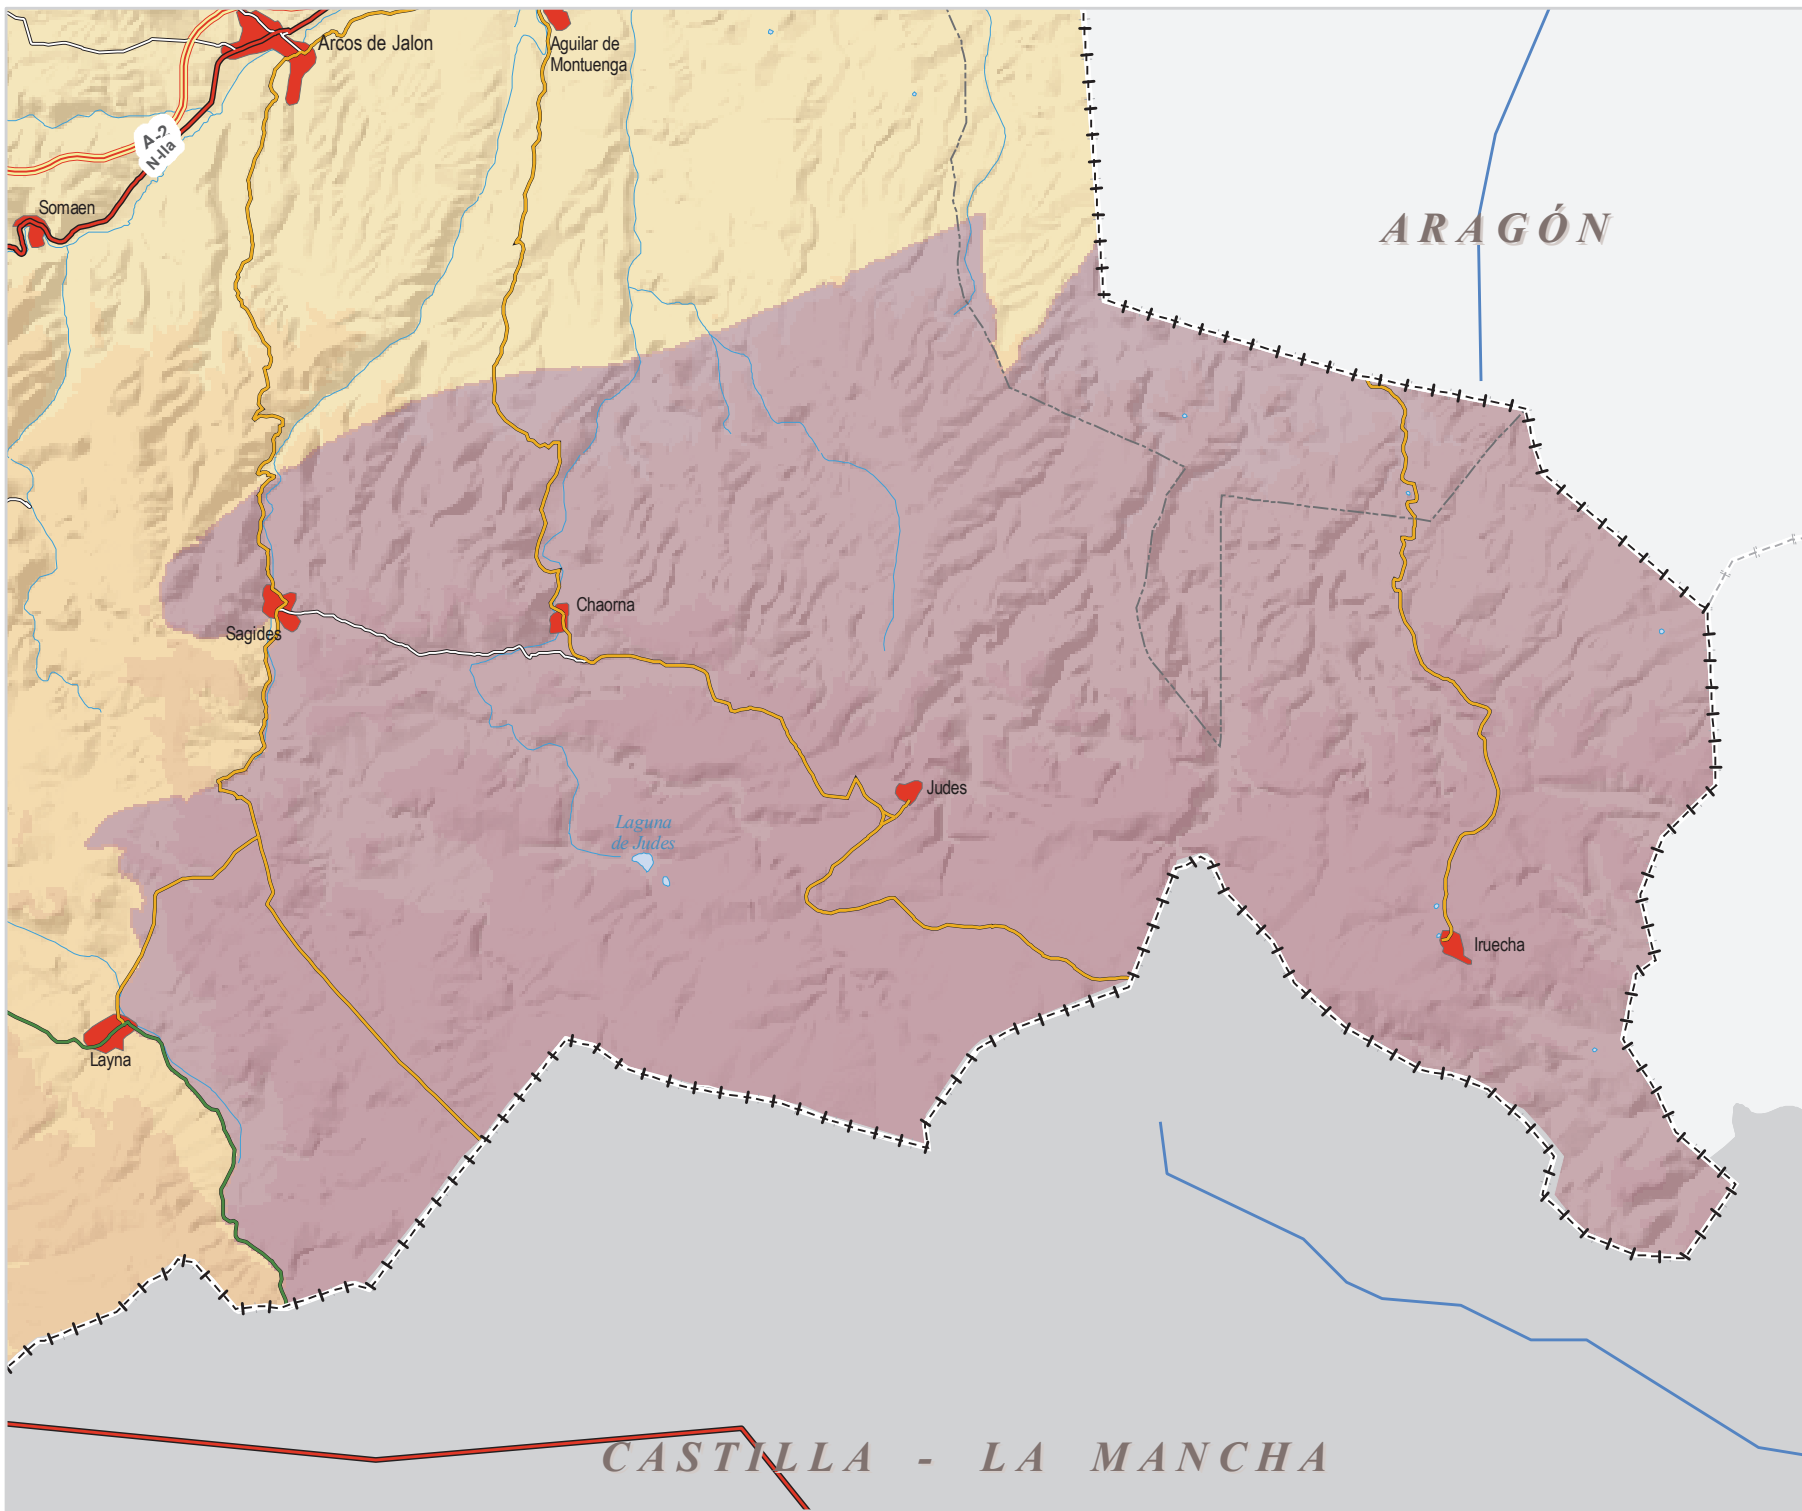 Arcos de Jalon
Aguilar de
Montuenga
A-2
N-IIa
Somaen
ARAGÓN
Chaorna
Sagides
Judes
Laguna
de Judes
Iruecha
Layna
CASTILLA - LA MANCHA